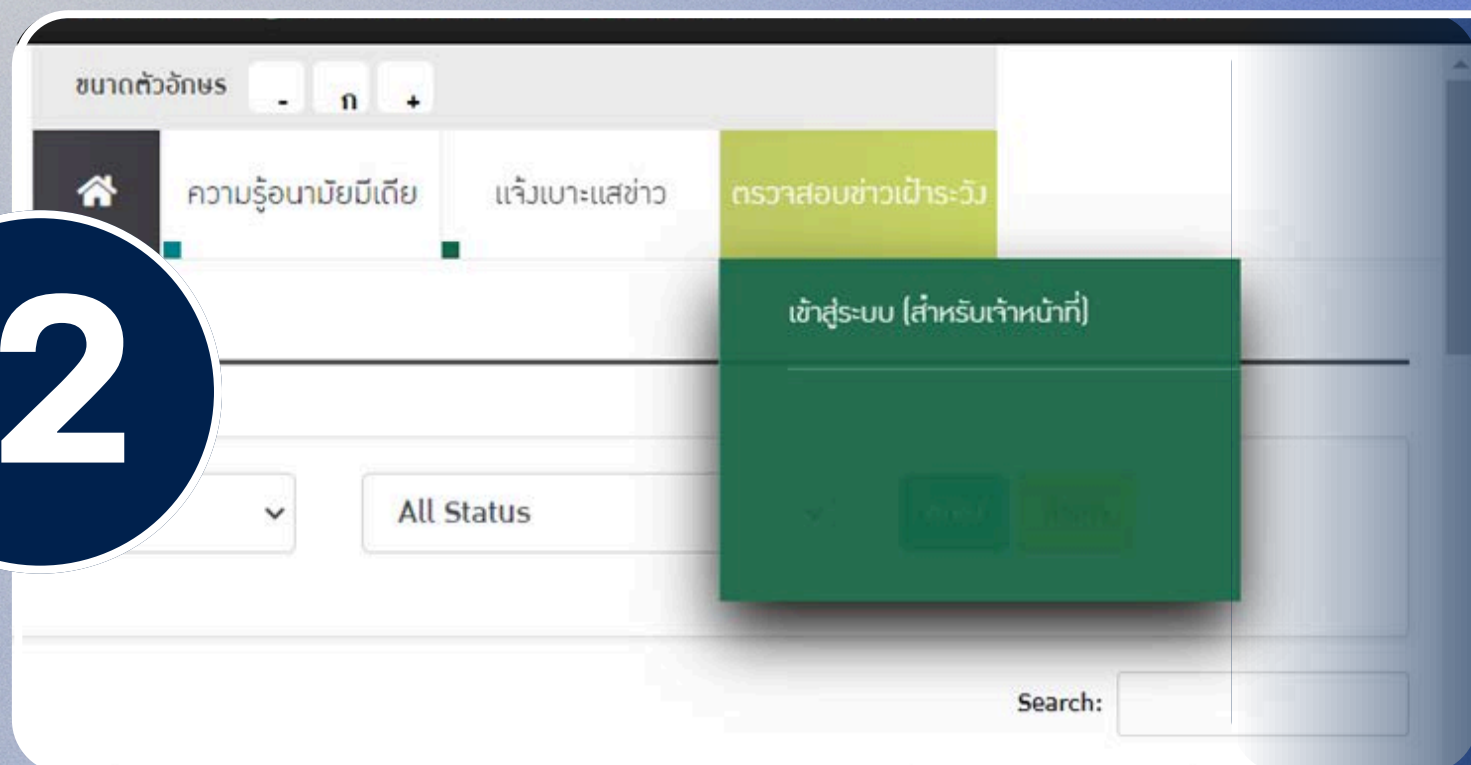 ขนาดตัวอักษร - ก +
ความรู้อนามัยมีเดีย แจ้งเบาะแสข่าว ตรวจสอบข่าวเฝ้าระวัง
เข้าสู่ระบบ (สำหรับเจ้าหน้าที่)
2
All Status
Search: